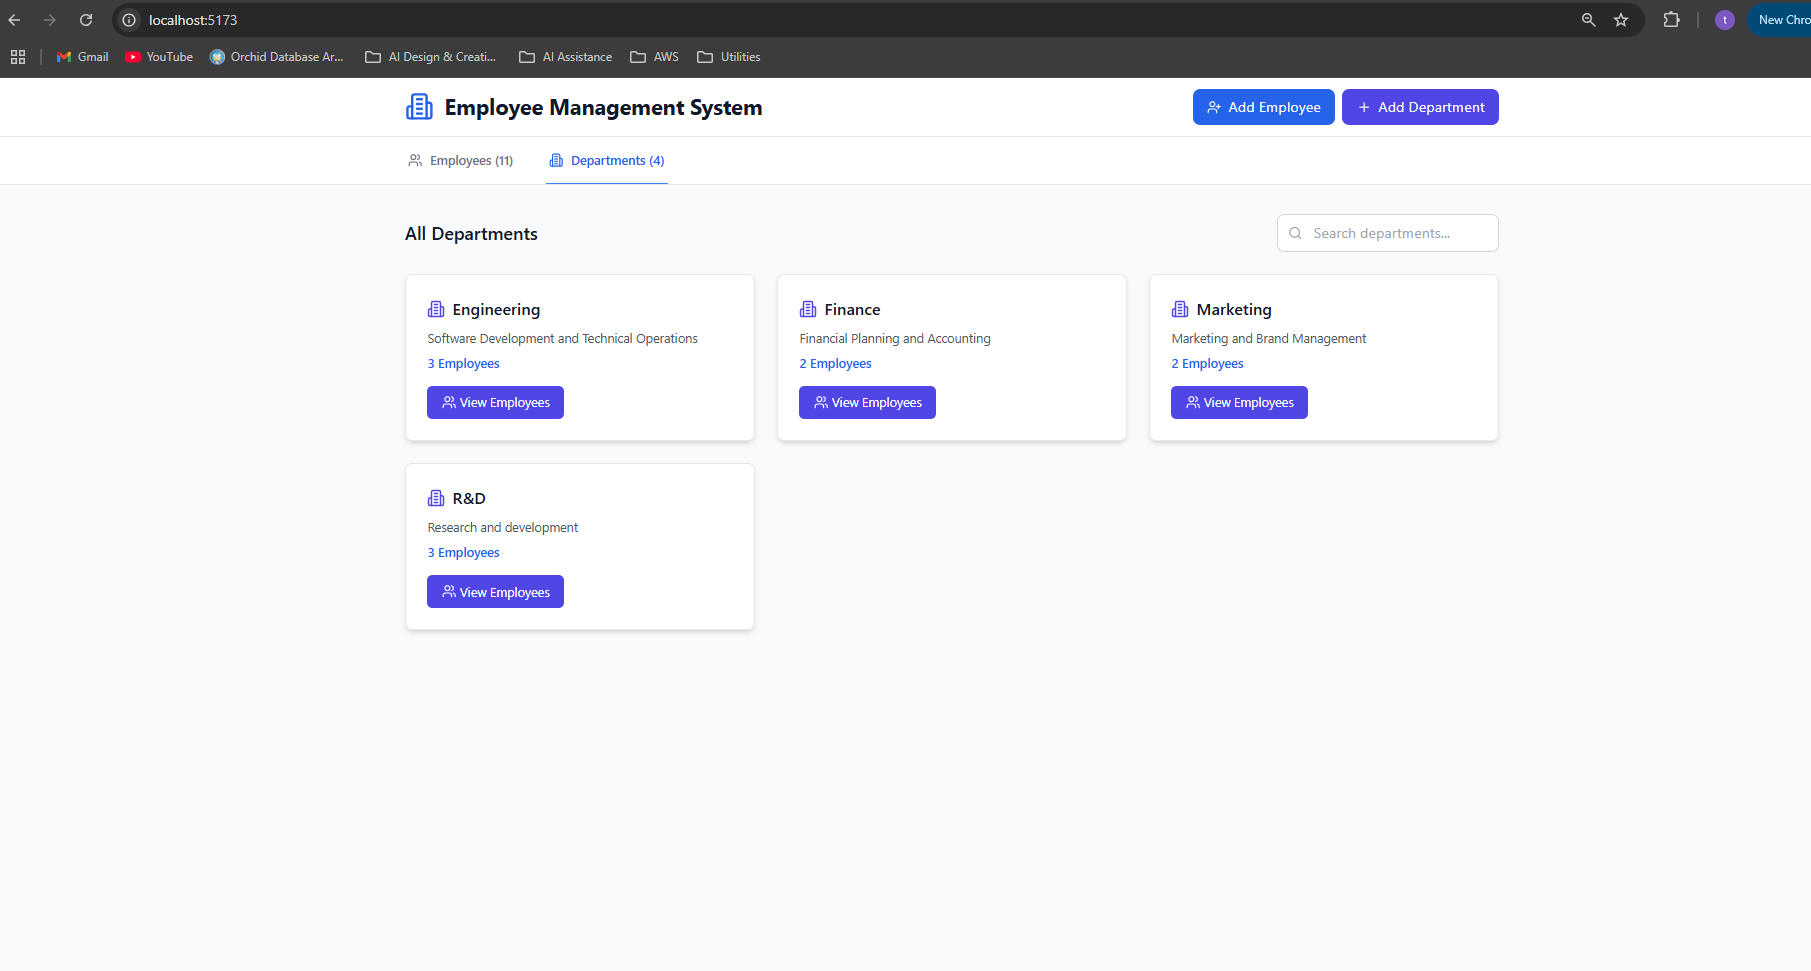 localhost:5173
t
New Chro
Gmail
YouTube
Orchid Database Ar...
AI Design & Creati...
AI Assistance
AWS
Utilities
Employee Management System
Add Employee
+ Add Department
Employees (11)
Departments (4)
All Departments
Search departments...
Engineering
Software Development and Technical Operations
3 Employees
View Employees
Finance
Financial Planning and Accounting
2 Employees
View Employees
Marketing
Marketing and Brand Management
2 Employees
View Employees
R&D
Research and development
3 Employees
View Employees